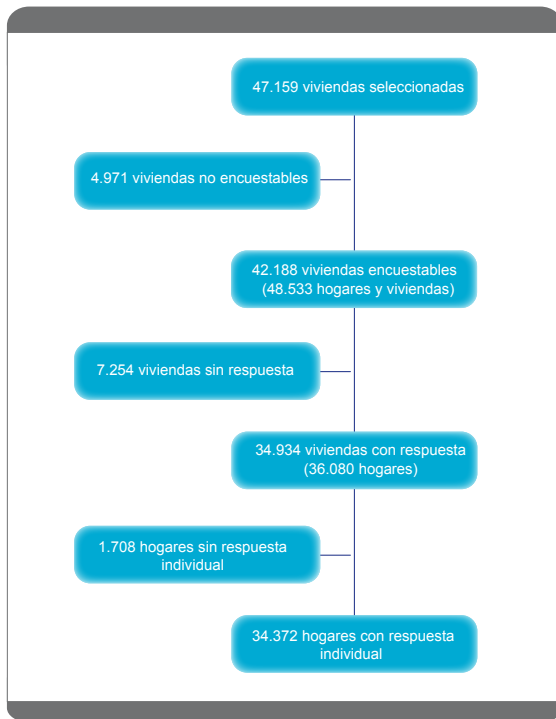 47.159 viviendas seleccionadas
4.971 viviendas no encuestables
42.188 viviendas encuestables
(48.533 hogares y viviendas)
7.254 viviendas sin respuesta
34.934 viviendas con respuesta
(36.080 hogares)
1.708 hogares sin respuesta
individual
34.372 hogares con respuesta
individual